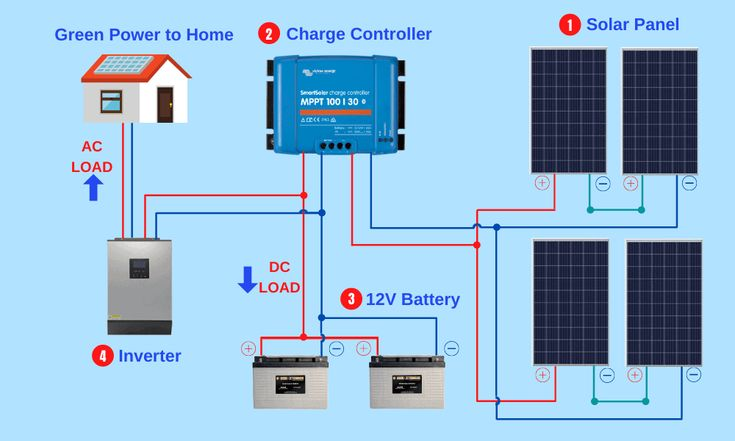 Green Power to Home
2 Charge Controller
1 Solar Panel
victron energy
SmartSolar charge controller
MPPT 100 | 30
AC
LOAD
+ −
+ −
DC
LOAD
3 12V Battery
+ −
+ −
4 Inverter
+ −
+ −
+ −
+ −